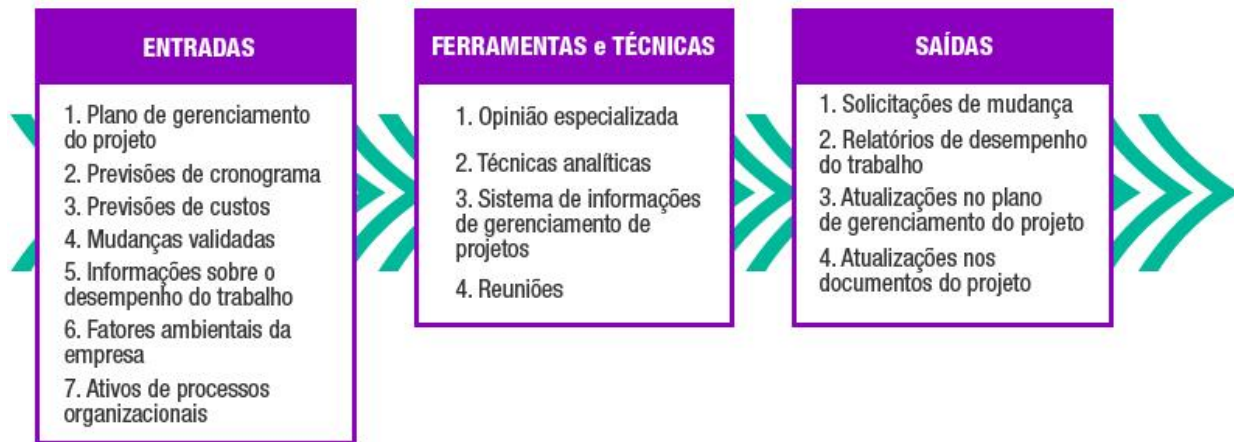 ENTRADAS
1. Plano de gerenciamento
do projeto
2. Previsões de cronograma
3. Previsões de custos
4. Mudanças validadas
5. Informações sobre o
desempenho do trabalho
6. Fatores ambientais da
empresa
7. Ativos de processos
organizacionais
FERRAMENTAS e TÉCNICAS
1. Opinião especializada
2. Técnicas analíticas
3. Sistema de informações
de gerenciamento de
projetos
4. Reuniões
SAÍDAS
1. Solicitações de mudança
2. Relatórios de desempenho
do trabalho
3. Atualizações no plano
de gerenciamento do projeto
4. Atualizações nos
documentos do projeto